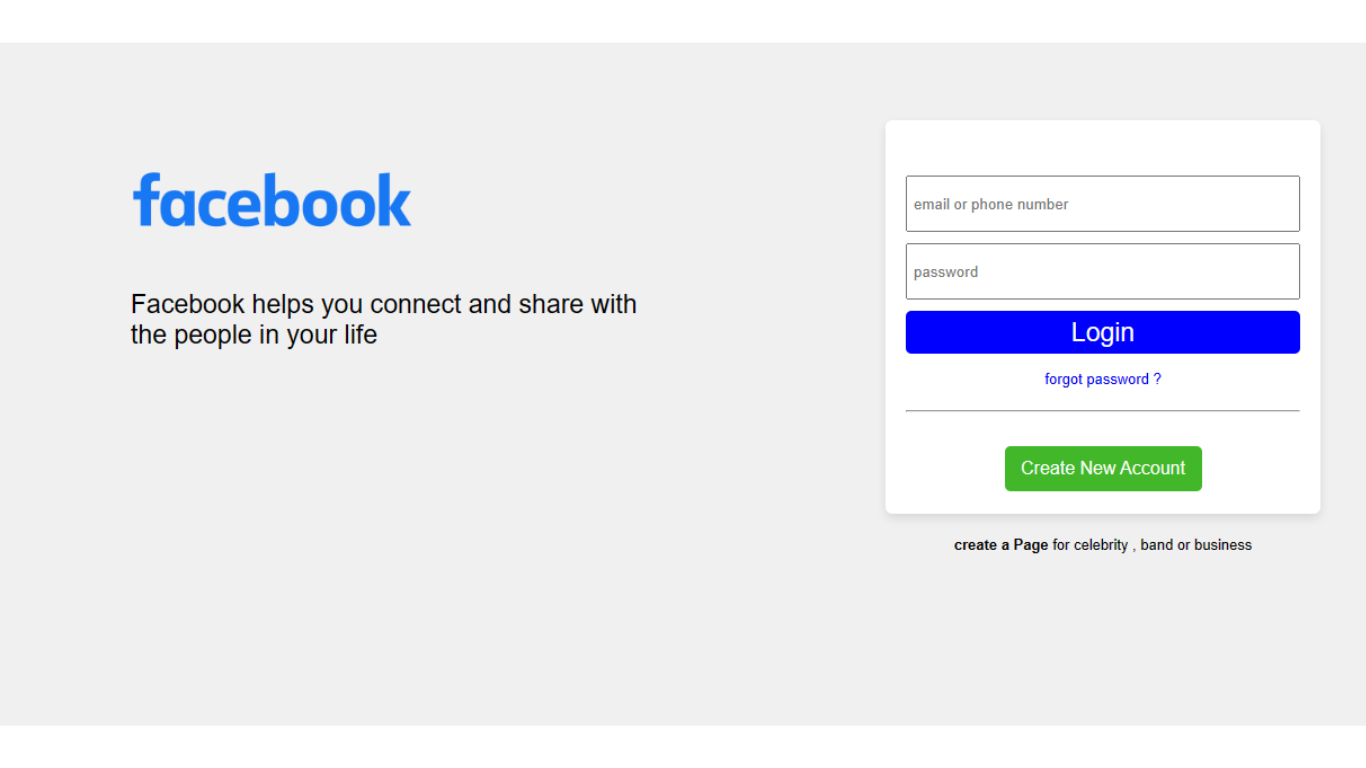 facebook
Facebook helps you connect and share with
the people in your life
email or phone number
password
Login
forgot password ?
Create New Account
create a Page for celebrity , band or business